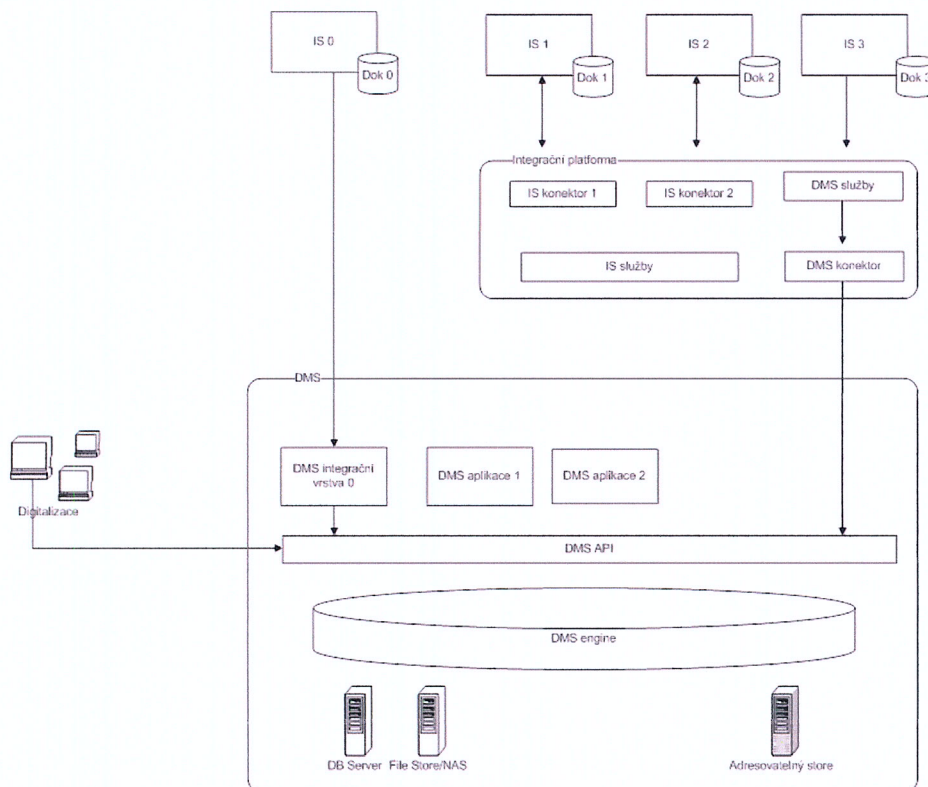 IS 0
IS 1
IS 2
IS 3
Dok 0
Dok 1
Dok 2
Dok 3
Integrační platforma
IS konektor 1
IS konektor 2
DMS služby
IS služby
DMS konektor
DMS
DMS integrační
vrstva 0
DMS aplikace 1
DMS aplikace 2
Digitalizace
DMS API
DMS engine
DB Server
File Store/NAS
Adresovatelný store